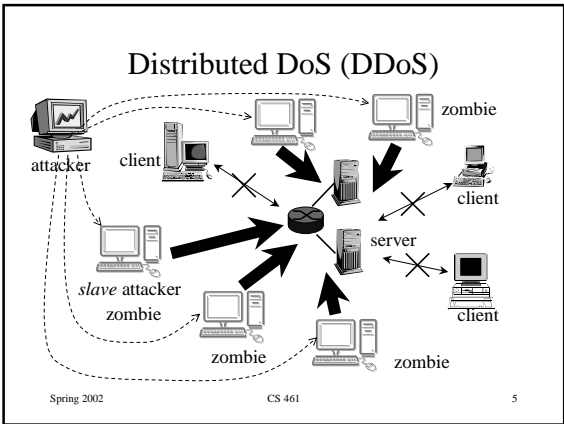 Distributed DoS (DDoS)
zombie
attacker
client
client
server
slave attacker
zombie
client
zombie
zombie
Spring 2002
CS 461
5